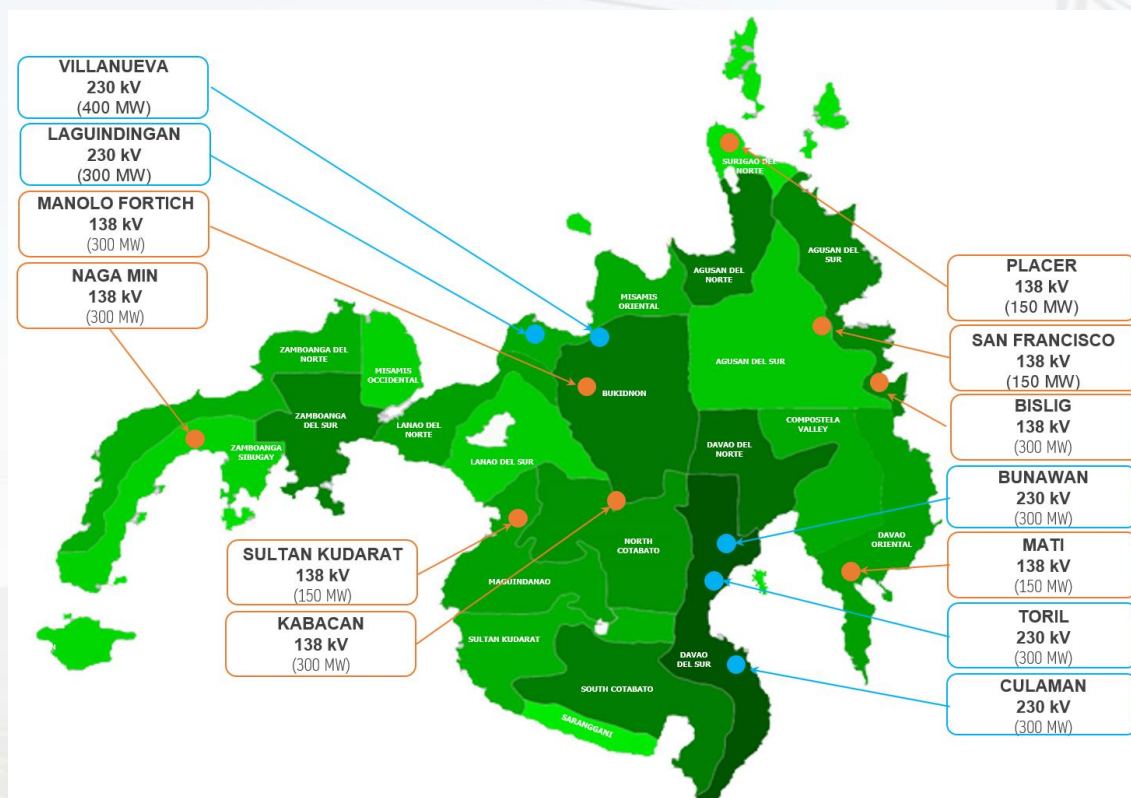 VILLANUEVA
230 kV
(400 MW)
LAGUINDINGAN
230 kV
(300 MW)
MANOLO FORTICH
138 kV
(300 MW)
NAGA MIN
138 kV
(300 MW)
SULTAN KUDARAT
138 kV
(150 MW)
KABACAN
138 kV
(300 MW)
PLACER
138 kV
(150 MW)
SAN FRANCISCO
138 kV
(150 MW)
BISLIG
138 kV
(300 MW)
BUNAWAN
230 kV
(300 MW)
MATI
138 kV
(150 MW)
TORIL
230 kV
(300 MW)
CULAMAN
230 kV
(300 MW)
SURIGAO DEL
NORTE
AGUSAN DEL
NORTE
AGUSAN DEL
SUR
MISAMIS
ORIENTAL
AGUSAN DEL SUR
ZAMBOANGA DEL
NORTE
MISAMIS
OCCIDENTAL
BUKIDNON
ZAMBOANGA
DEL SUR
LANAO DEL
NORTE
COMPOSTELA
VALLEY
ZAMBOANGA
SIBUGAY
LANAO DEL SUR
DAVAO DEL
NORTE
NORTH
COTABATO
DAVAO
ORIENTAL
MAGUINDANAO
SULTAN KUDARAT
DAVAO
DEL SUR
SOUTH COTABATO
SARANGGANI